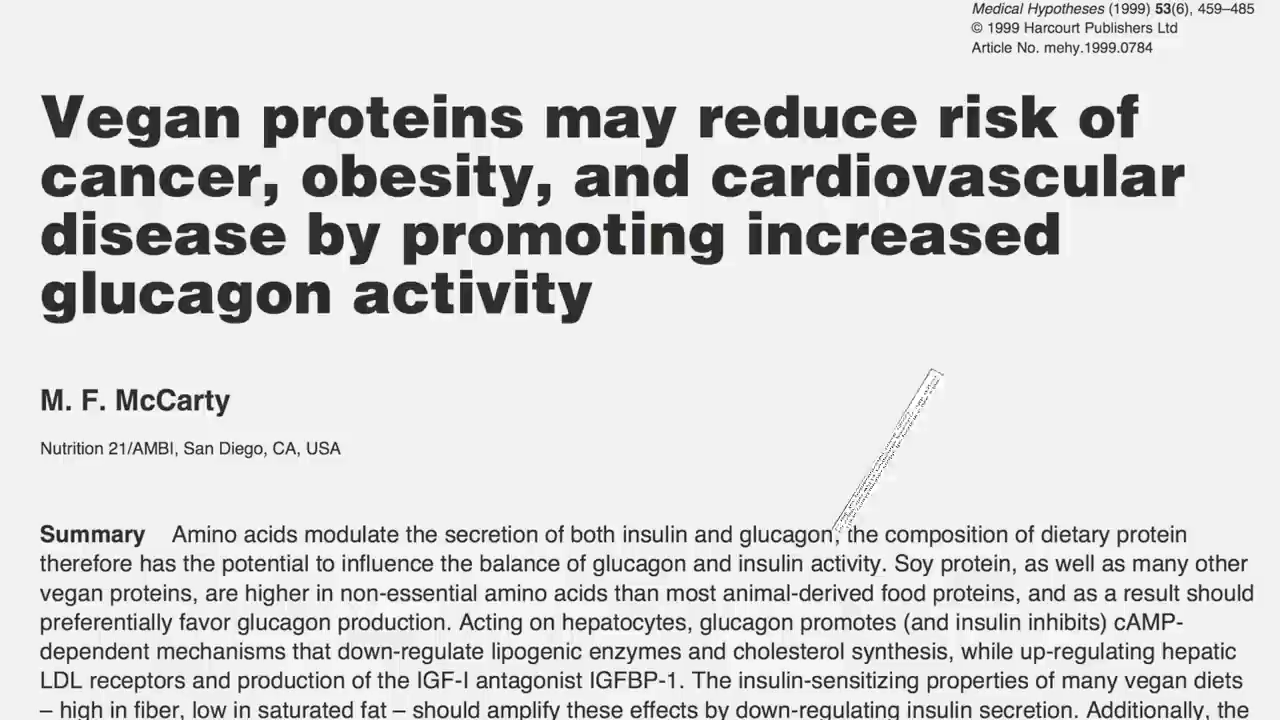 Medical Hypotheses (1999) 53(6), 459–485
© 1999 Harcourt Publishers Ltd
Article No. mehy.1999.0784
Vegan proteins may reduce risk of
cancer, obesity, and cardiovascular
disease by promoting increased
glucagon activity
M. F. McCarty
Nutrition 21/AMBI, San Diego, CA, USA
Summary Amino acids modulate the secretion of both insulin and glucagon; the composition of dietary protein
therefore has the potential to influence the balance of glucagon and insulin activity. Soy protein, as well as many other
vegan proteins, are higher in non-essential amino acids than most animal-derived food proteins, and as a result should
preferentially favor glucagon production. Acting on hepatocytes, glucagon promotes (and insulin inhibits) cAMP-
dependent mechanisms that down-regulate lipogenic enzymes and cholesterol synthesis, while up-regulating hepatic
LDL receptors and production of the IGF-I antagonist IGFBP-1. The insulin-sensitizing properties of many vegan diets
– high in fiber, low in saturated fat – should amplify these effects by down-regulating insulin secretion. Additionally, the